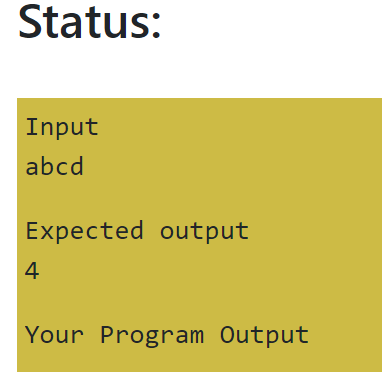 Status:
Input
abcd
Expected output
4
Your Program Output